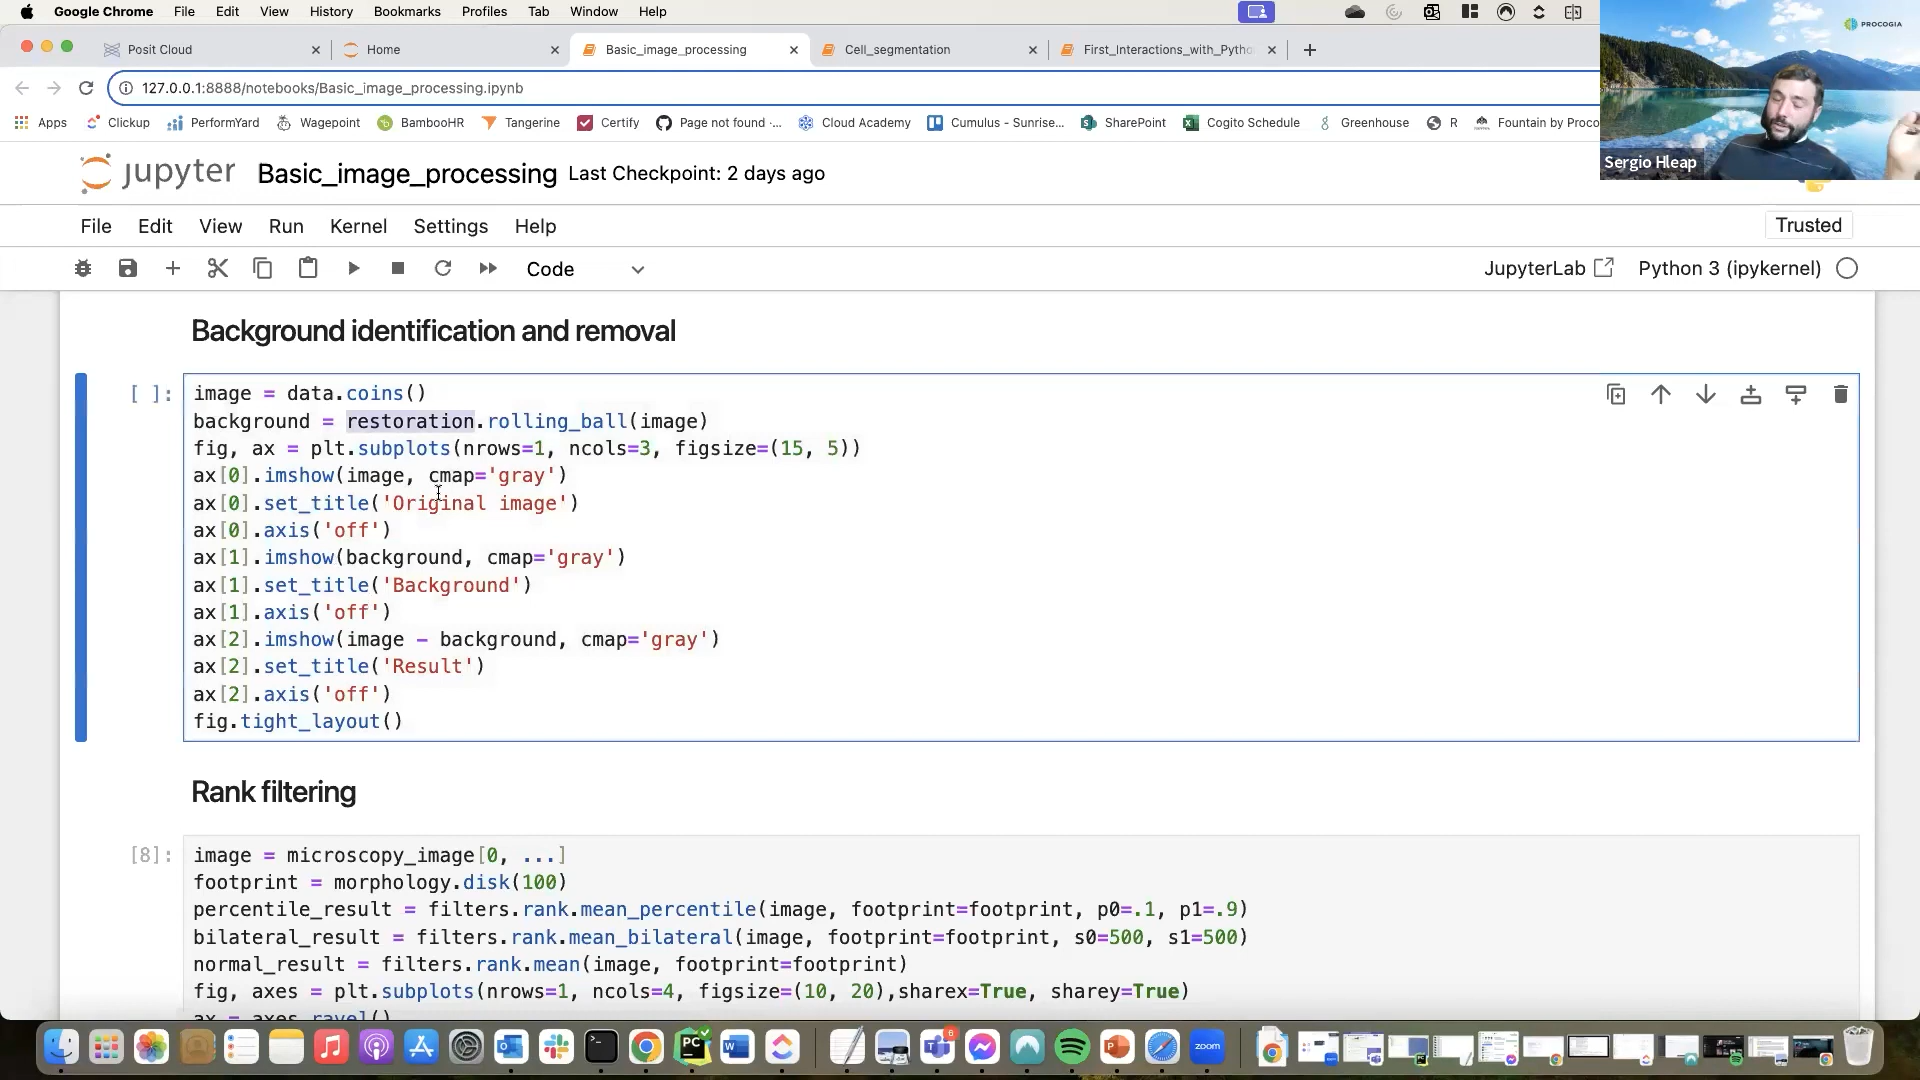 Google Chrome File Edit View History Bookmarks Profiles Tab Window Help
PROCOGIA
Posit Cloud Home Basic_image_processing Cell_segmentation First_Interactions_with_Pytho
127.0.0.1:8888/notebooks/Basic_image_processing.ipynb
Apps Clickup PerformYard Wagepoint BambooHR Tangerine Certify Page not found ·... Cloud Academy Cumulus - Sunrise... SharePoint Cogito Schedule Greenhouse R Fountain by Proco
Sergio Hleap
jupyter Basic_image_processing Last Checkpoint: 2 days ago
File Edit View Run Kernel Settings Help Trusted
Code JupyterLab Python 3 (ipykernel)
Background identification and removal
[ ]: image = data.coins()
background = restoration.rolling_ball(image)
fig, ax = plt.subplots(nrows=1, ncols=3, figsize=(15, 5))
ax[0].imshow(image, cmap='gray')
ax[0].set_title('Original image')
ax[0].axis('off')
ax[1].imshow(background, cmap='gray')
ax[1].set_title('Background')
ax[1].axis('off')
ax[2].imshow(image - background, cmap='gray')
ax[2].set_title('Result')
ax[2].axis('off')
fig.tight_layout()
Rank filtering
[8]: image = microscopy_image[0, ...]
footprint = morphology.disk(100)
percentile_result = filters.rank.mean_percentile(image, footprint=footprint, p0=.1, p1=.9)
bilateral_result = filters.rank.mean_bilateral(image, footprint=footprint, s0=500, s1=500)
normal_result = filters.rank.mean(image, footprint=footprint)
fig, axes = plt.subplots(nrows=1, ncols=4, figsize=(10, 20),sharex=True, sharey=True)
ax = axes.ravel()
PC zoom